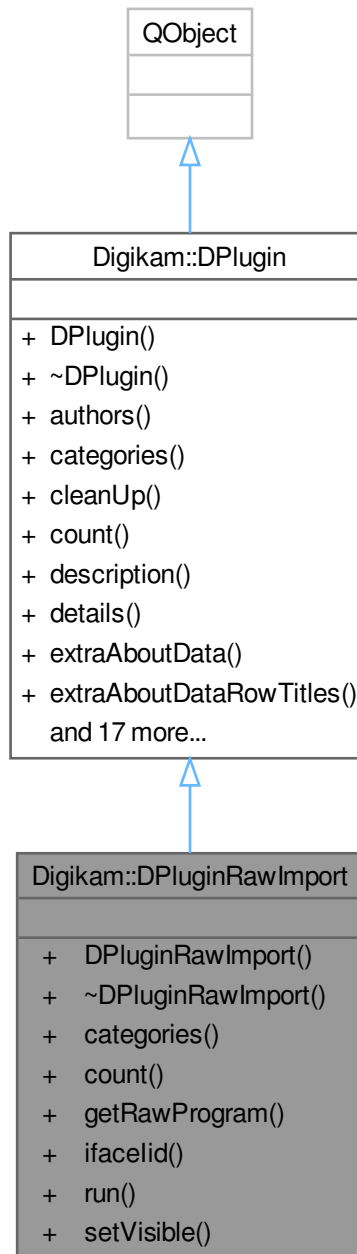 QObject
Digikam::DPlugin
+ DPlugin()
+ ~DPlugin()
+ authors()
+ categories()
+ cleanUp()
+ count()
+ description()
+ details()
+ extraAboutData()
+ extraAboutDataRowTitles()
and 17 more...
Digikam::DPluginRawImport
+ DPluginRawImport()
+ ~DPluginRawImport()
+ categories()
+ count()
+ getRawProgram()
+ ifaceIid()
+ run()
+ setVisible()